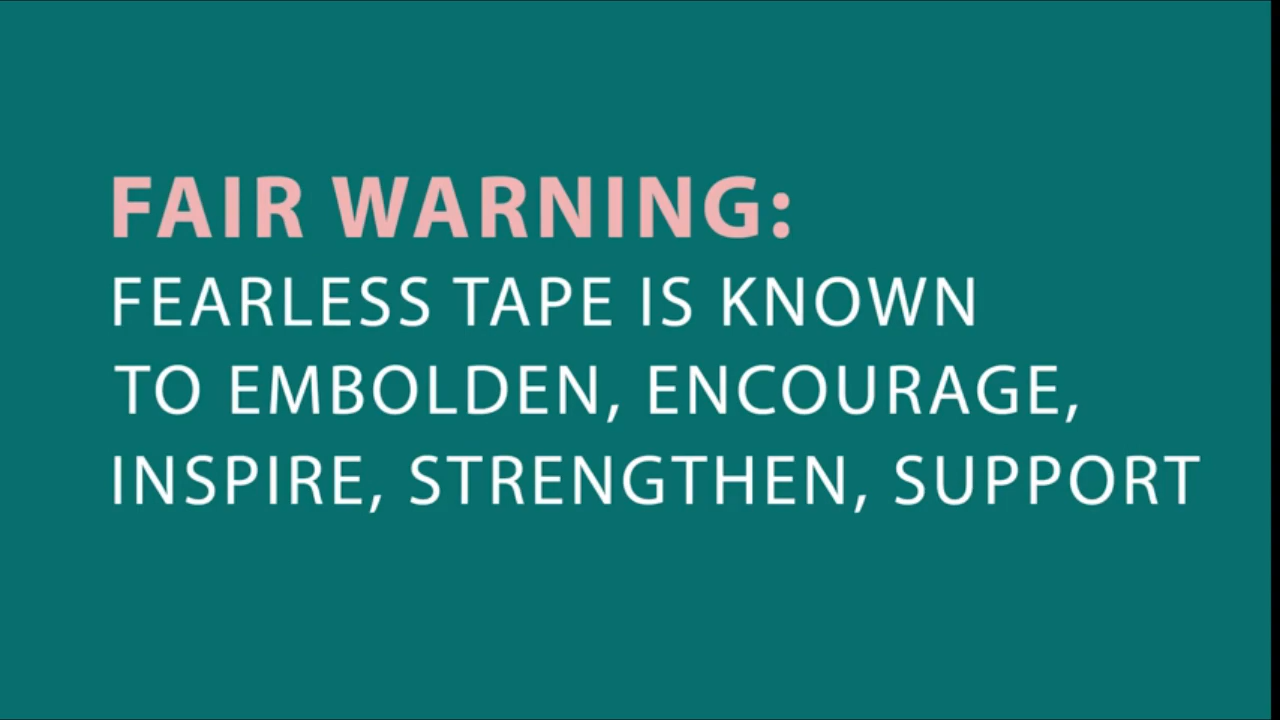 FAIR WARNING:
FEARLESS TAPE IS KNOWN
TO EMBOLDEN, ENCOURAGE,
INSPIRE, STRENGTHEN, SUPPORT